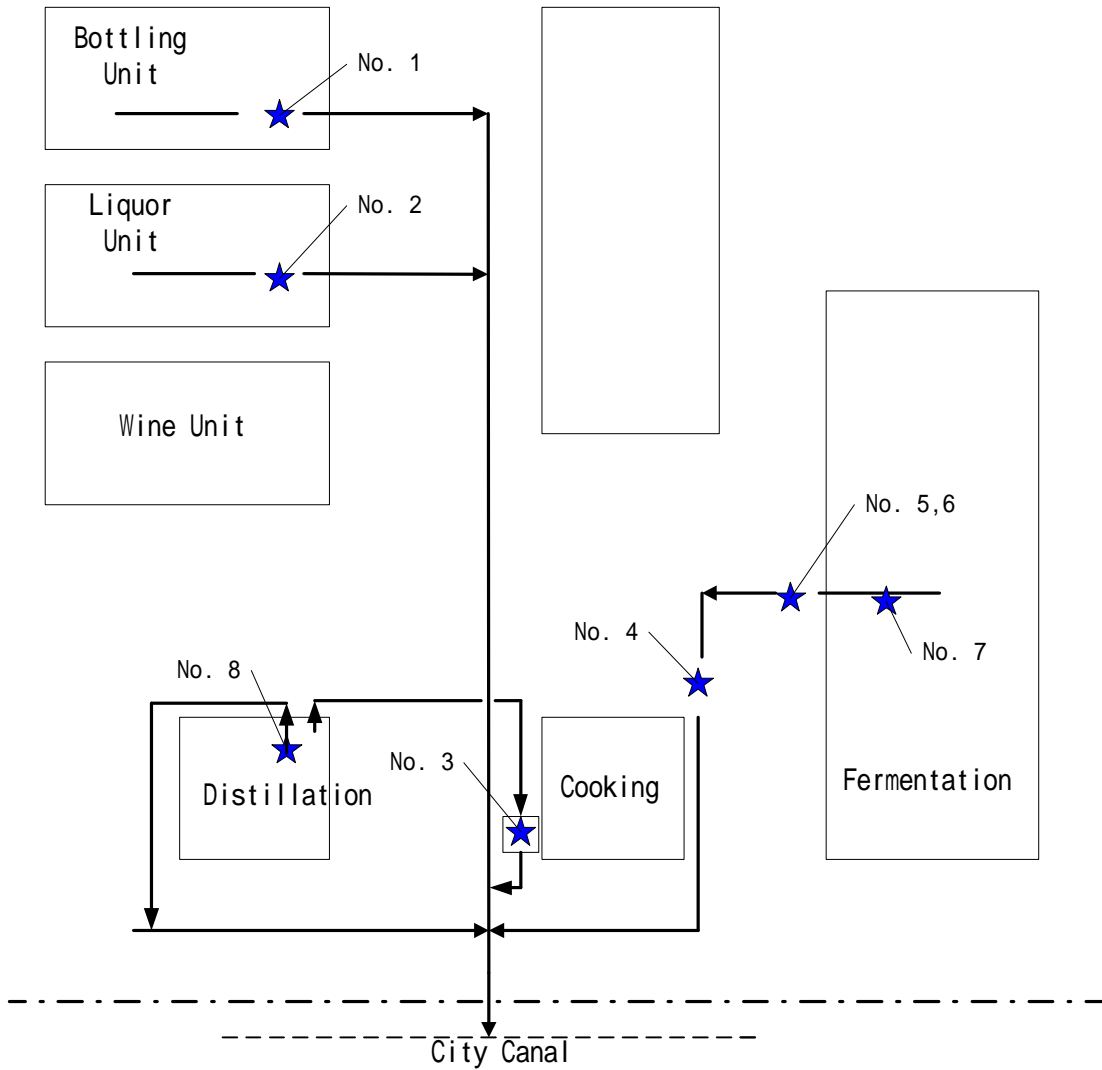 Bottling
Unit
No. 1
Liquor
Unit
No. 2
Wine Unit
No. 5,6
No. 4
No. 7
No. 8
No. 3
Distillation
Cooking
Fermentation
City Canal